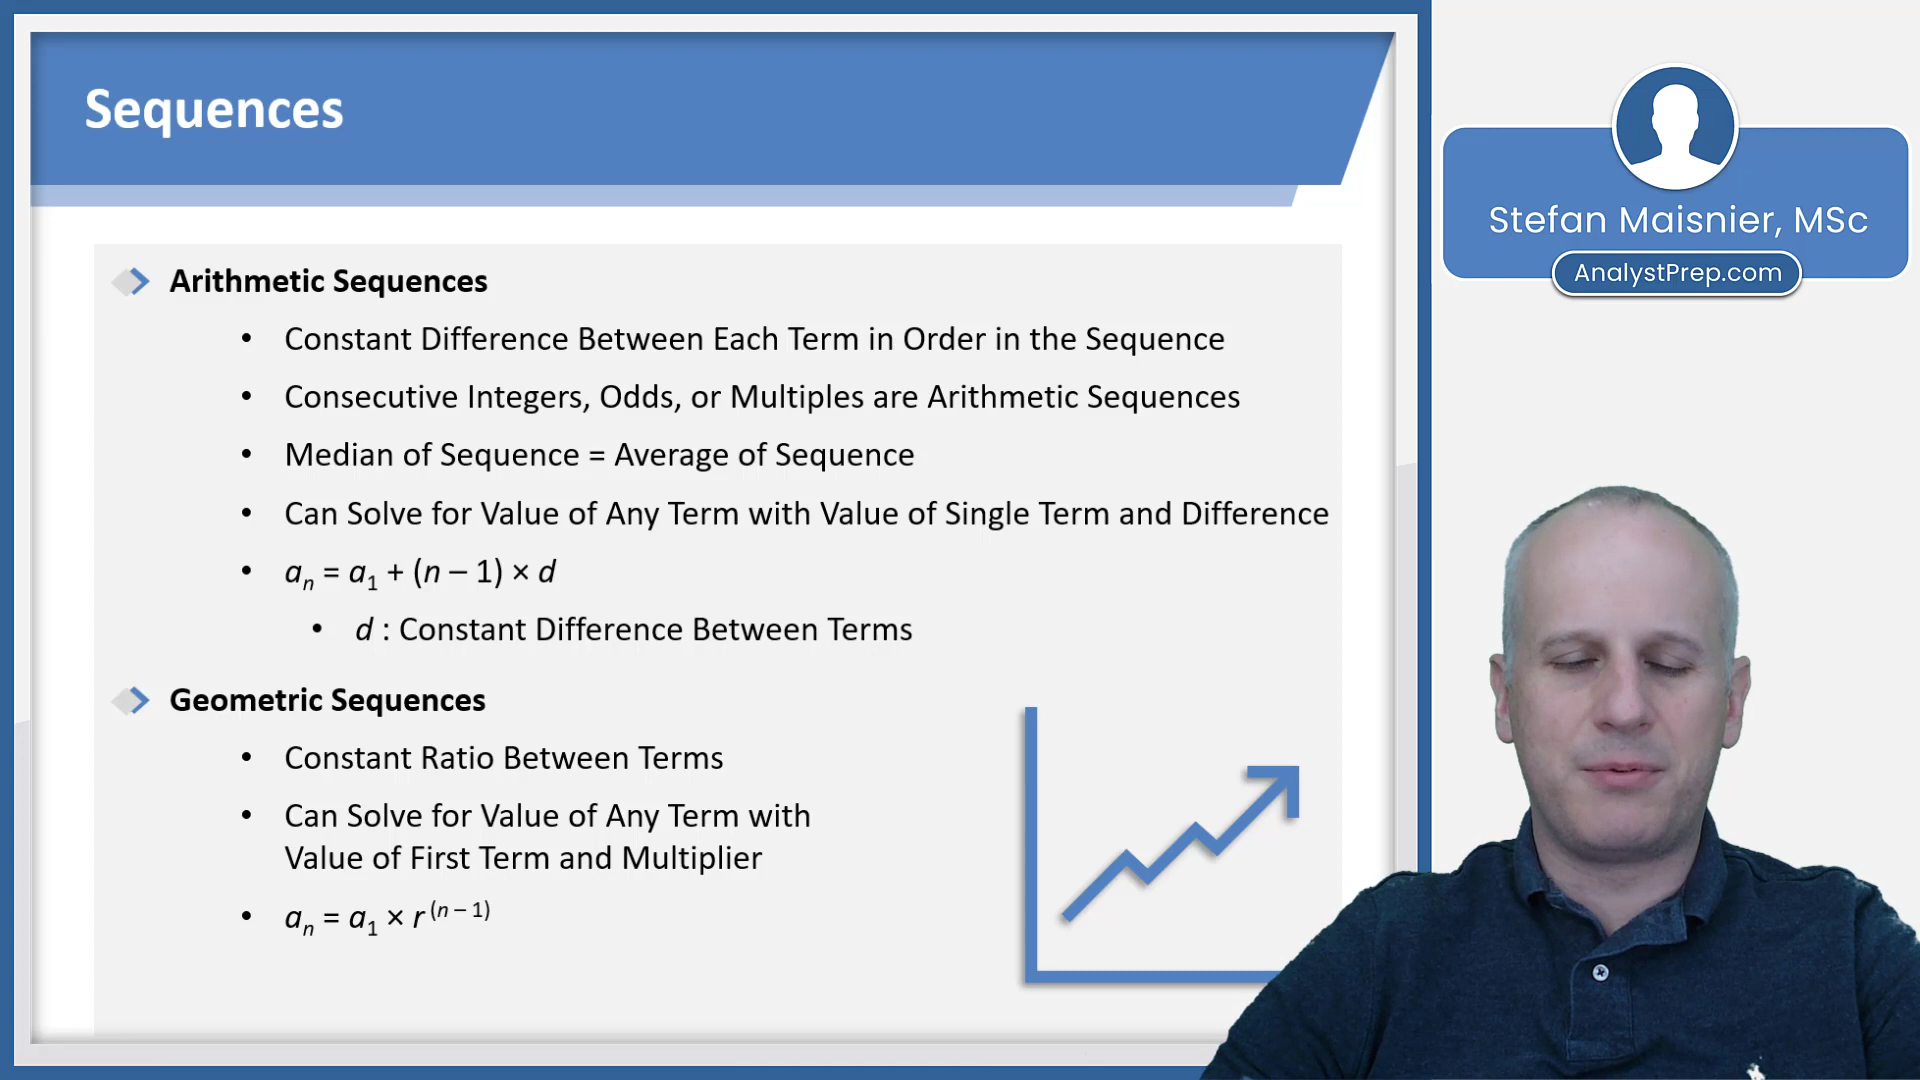 Sequences
Arithmetic Sequences
• Constant Difference Between Each Term in Order in the Sequence
• Consecutive Integers, Odds, or Multiples are Arithmetic Sequences
• Median of Sequence = Average of Sequence
• Can Solve for Value of Any Term with Value of Single Term and Difference
• aₙ = a₁ + (n – 1) × d
• d : Constant Difference Between Terms
Geometric Sequences
• Constant Ratio Between Terms
• Can Solve for Value of Any Term with
Value of First Term and Multiplier
• aₙ = a₁ × r⁽ⁿ ⁻ ¹⁾
Stefan Maisnier, MSc
AnalystPrep.com